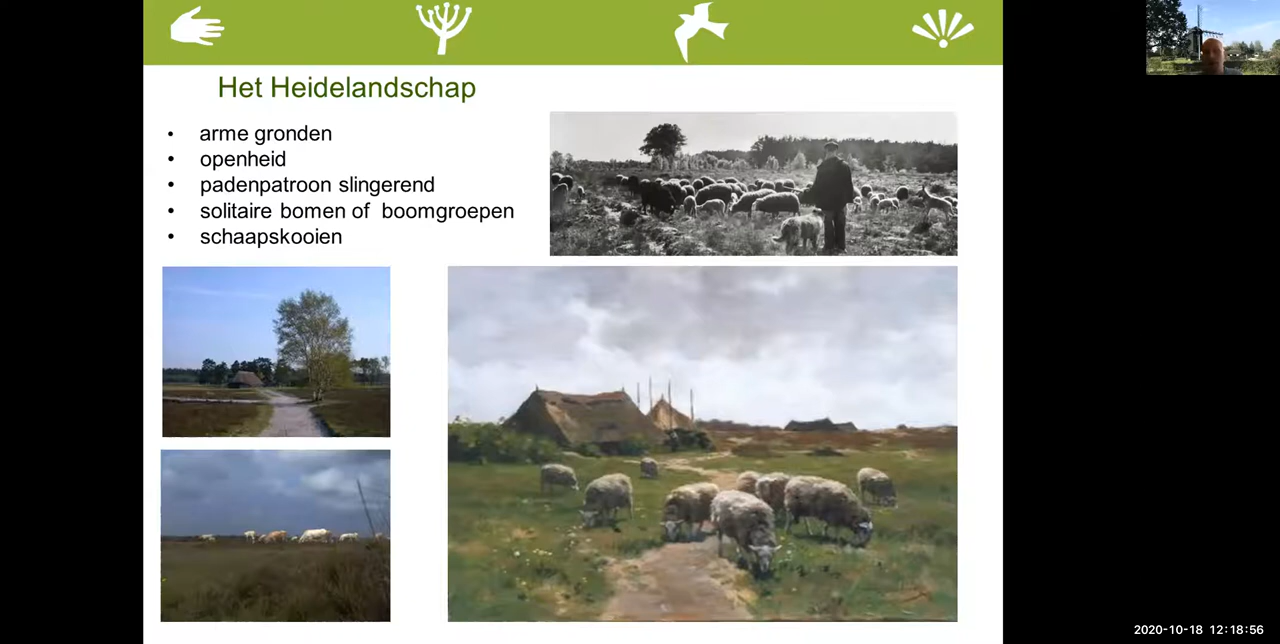 Het Heidelandschap
• arme gronden
• openheid
• padenpatroon slingerend
• solitaire bomen of boomgroepen
• schaapskooien
2020-10-18 12:18:56